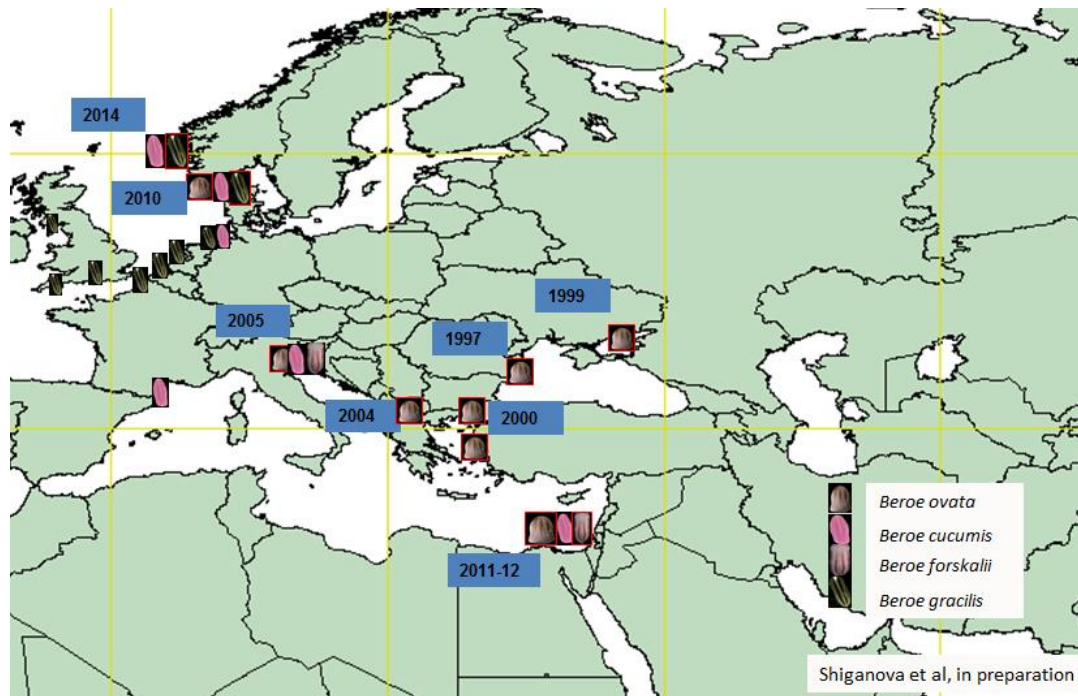 2014
2010
1999
2005
1997
2004
2000
2011-12
Beroe ovata
Beroe cucumis
Beroe forskalii
Beroe gracilis
Shiganova et al, in preparation